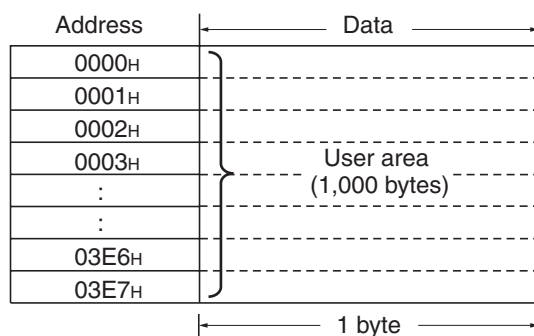 Address Data
0000H
0001H
0002H
0003H
:
:
03E6H
03E7H
User area
(1,000 bytes)
1 byte